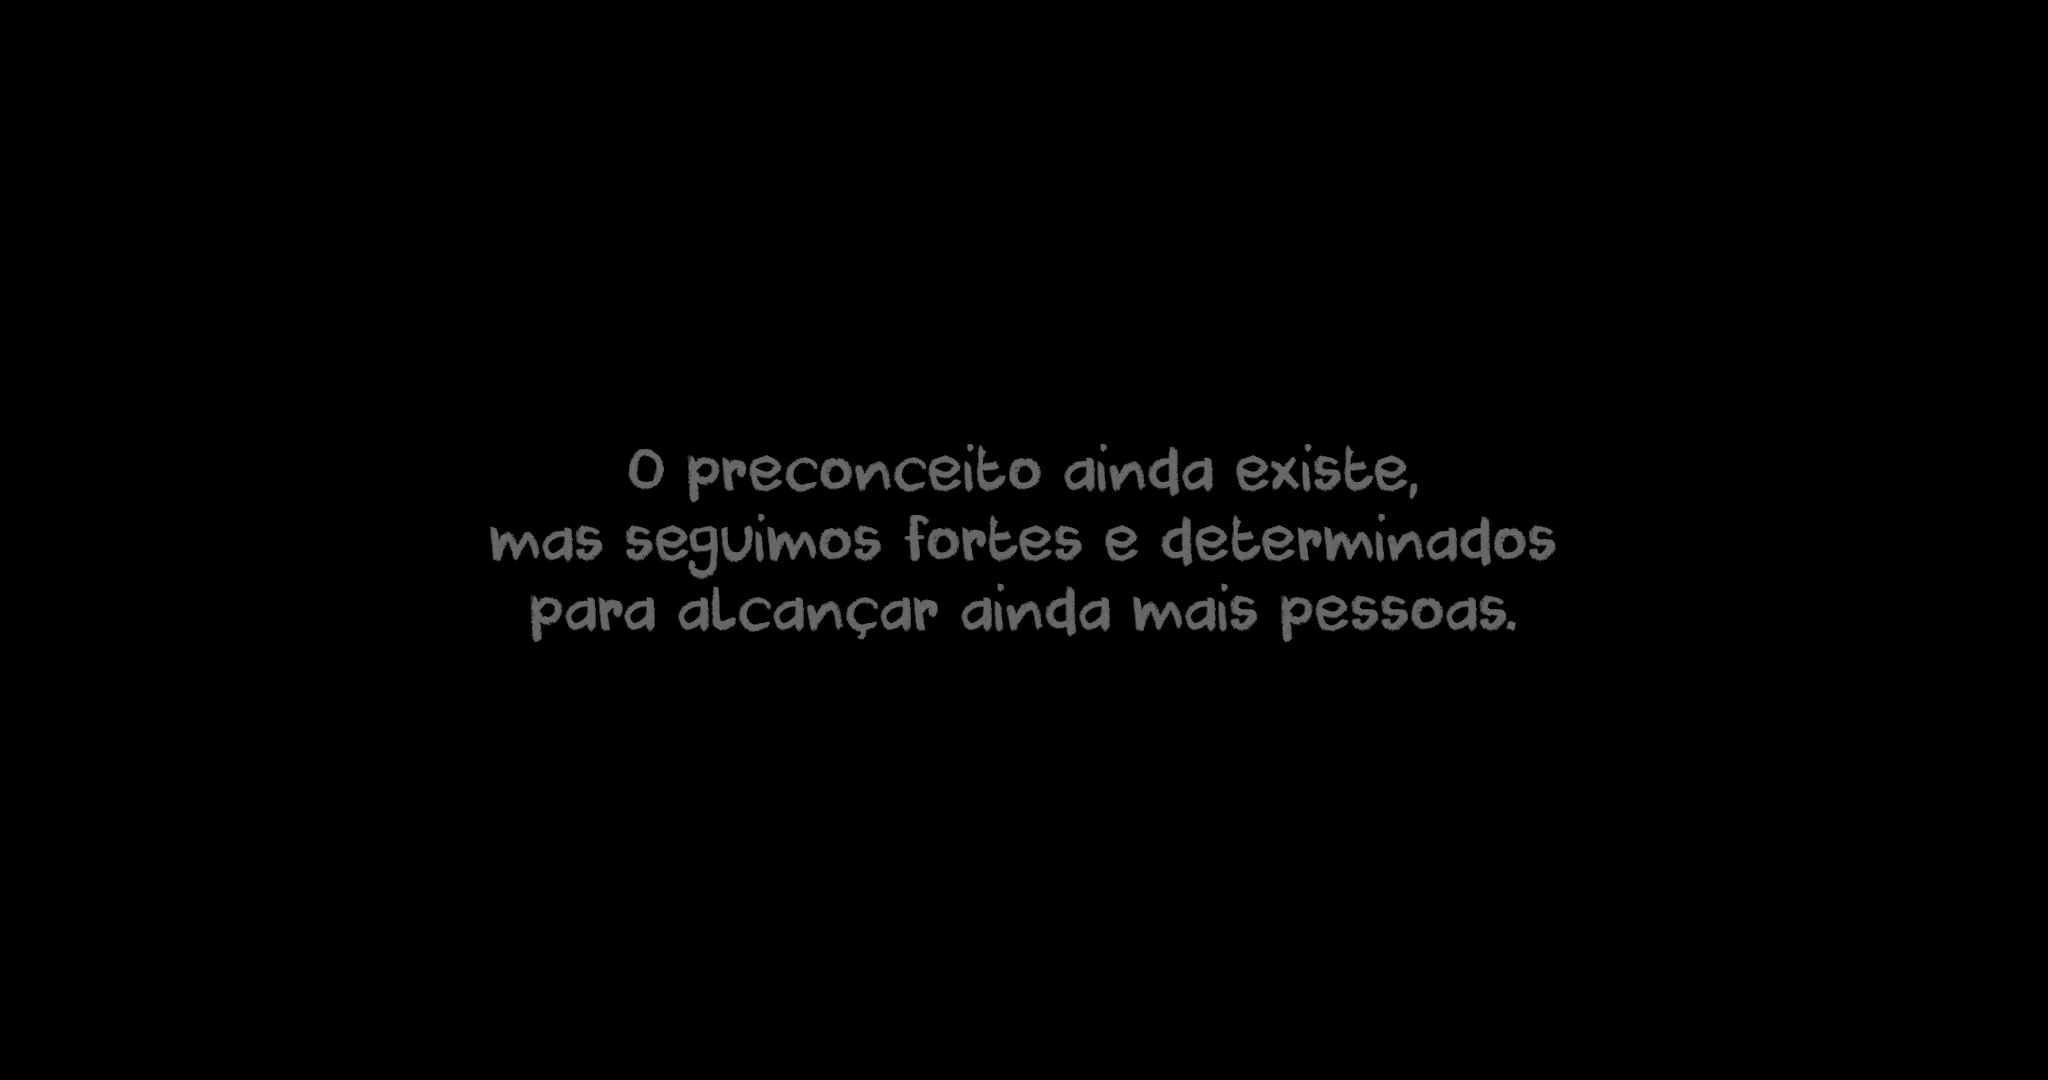 O preconceito ainda existe,
mas seguimos fortes e determinados
para alcançar ainda mais pessoas.